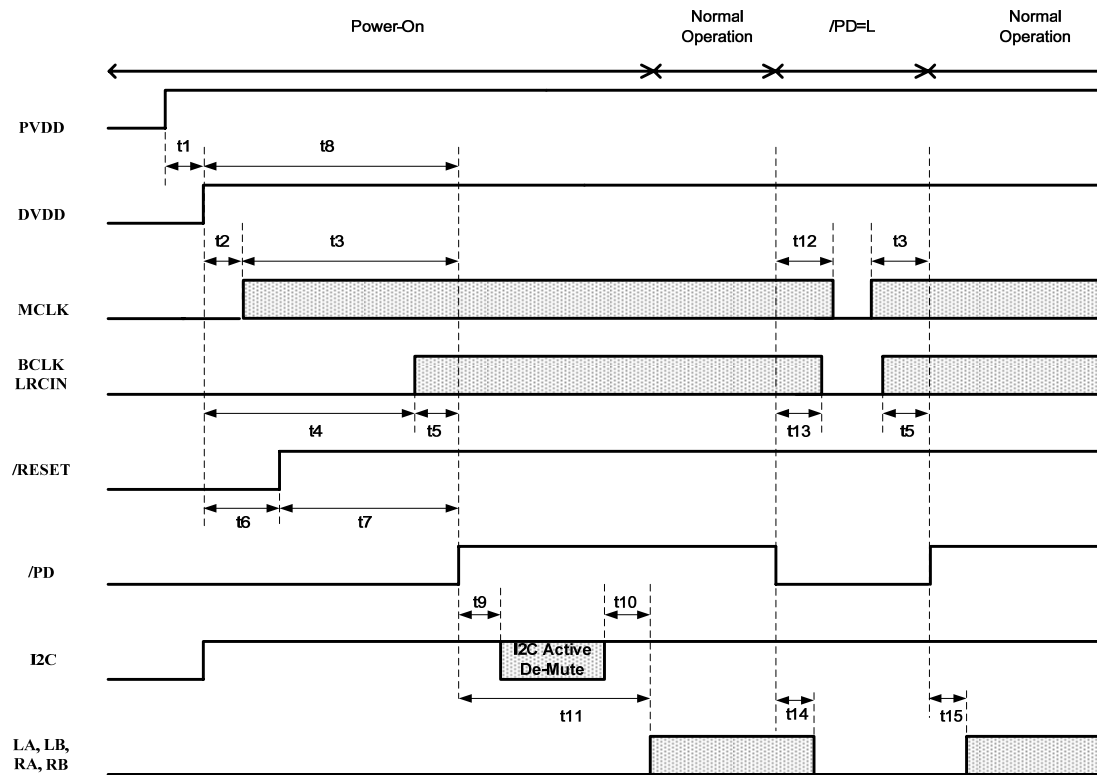 Power-On
Normal
Operation
/PD=L
Normal
Operation
PVDD
t1
t8
DVDD
t2
t3
t12
t3
MCLK
BCLK
LRCIN
t4
t5
t13
t5
/RESET
t6
t7
/PD
t9
t10
I2C
I2C Active
De-Mute
t11
t14
t15
LA, LB,
RA, RB